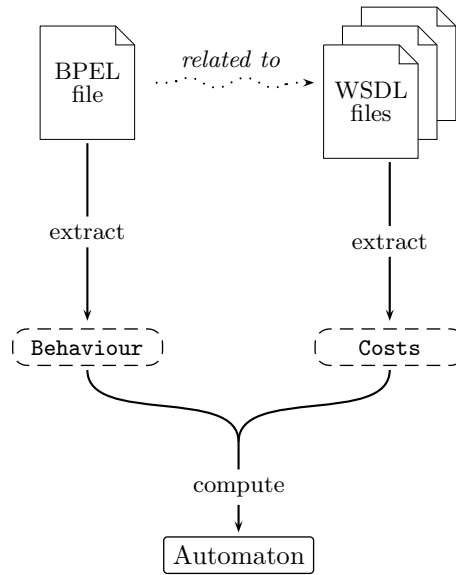 BPEL
file
related to
WSDL
files
extract
extract
Behaviour
Costs
compute
Automaton